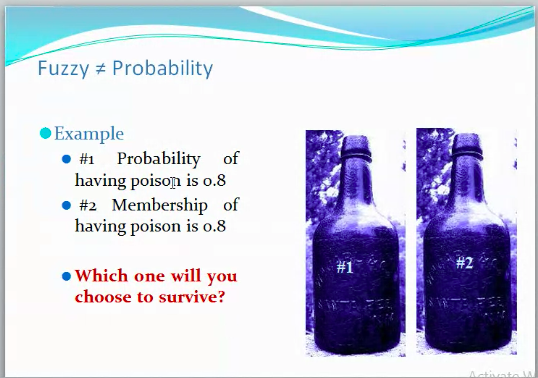 Fuzzy ≠ Probability
Example
#1 Probability of
having poison is 0.8
#2 Membership of
having poison is 0.8
Which one will you
choose to survive?
#1
#2
Activate W